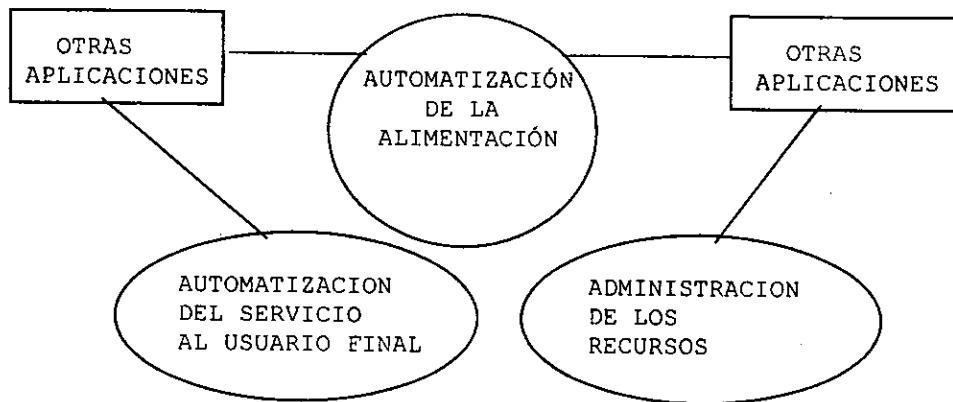 OTRAS
APLICACIONES
AUTOMATIZACIÓN
DE LA
ALIMENTACIÓN
OTRAS
APLICACIONES
AUTOMATIZACION
DEL SERVICIO
AL USUARIO FINAL
ADMINISTRACION
DE LOS
RECURSOS